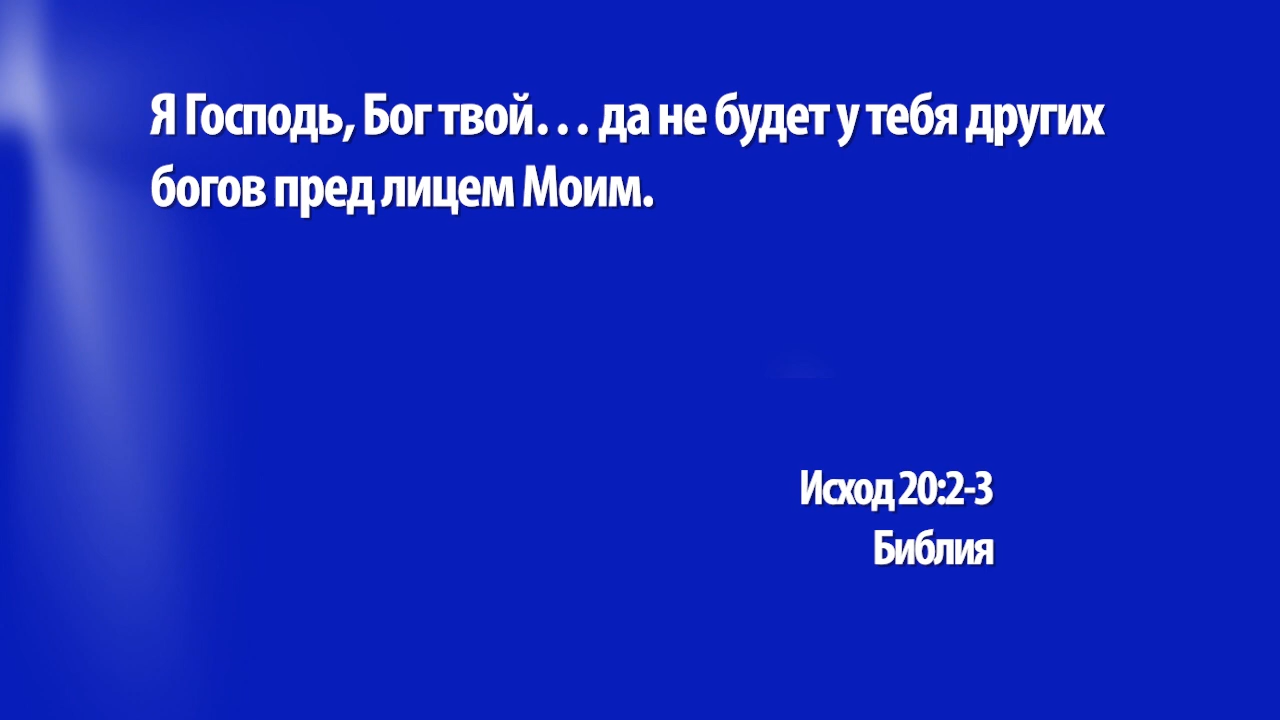 Я Господь, Бог твой... да не будет у тебя других
богов пред лицем Моим.
Исход 20:2-3
Библия